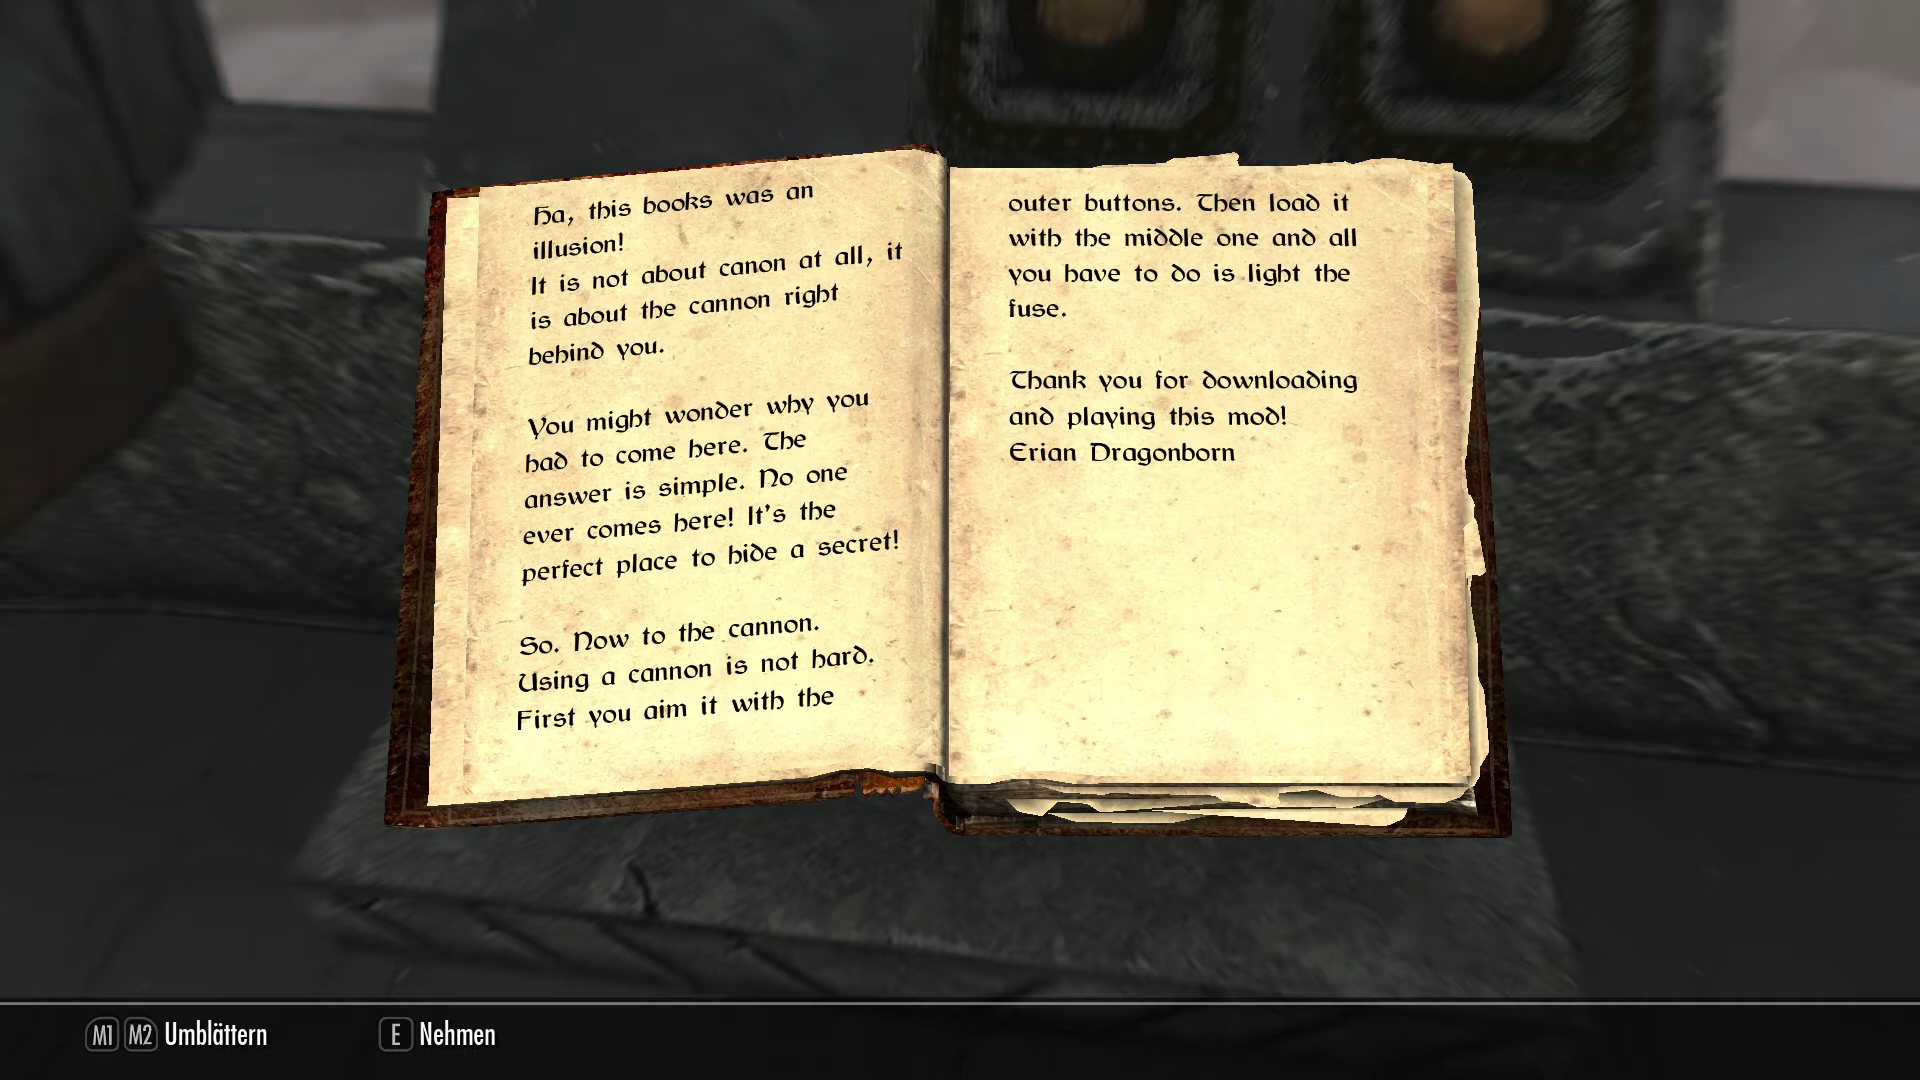 Ha, this books was an
illusion!
It is not about canon at all, it
is about the cannon right
behind you.
You might wonder why you
had to come here. The
answer is simple. No one
ever comes here! It's the
perfect place to hide a secret!
So. Now to the cannon.
Using a cannon is not hard.
First you aim it with the
outer buttons. Then load it
with the middle one and all
you have to do is light the
fuse.
Thank you for downloading
and playing this mod!
Erian Dragonborn
M1 M2 Umblättern
E Nehmen